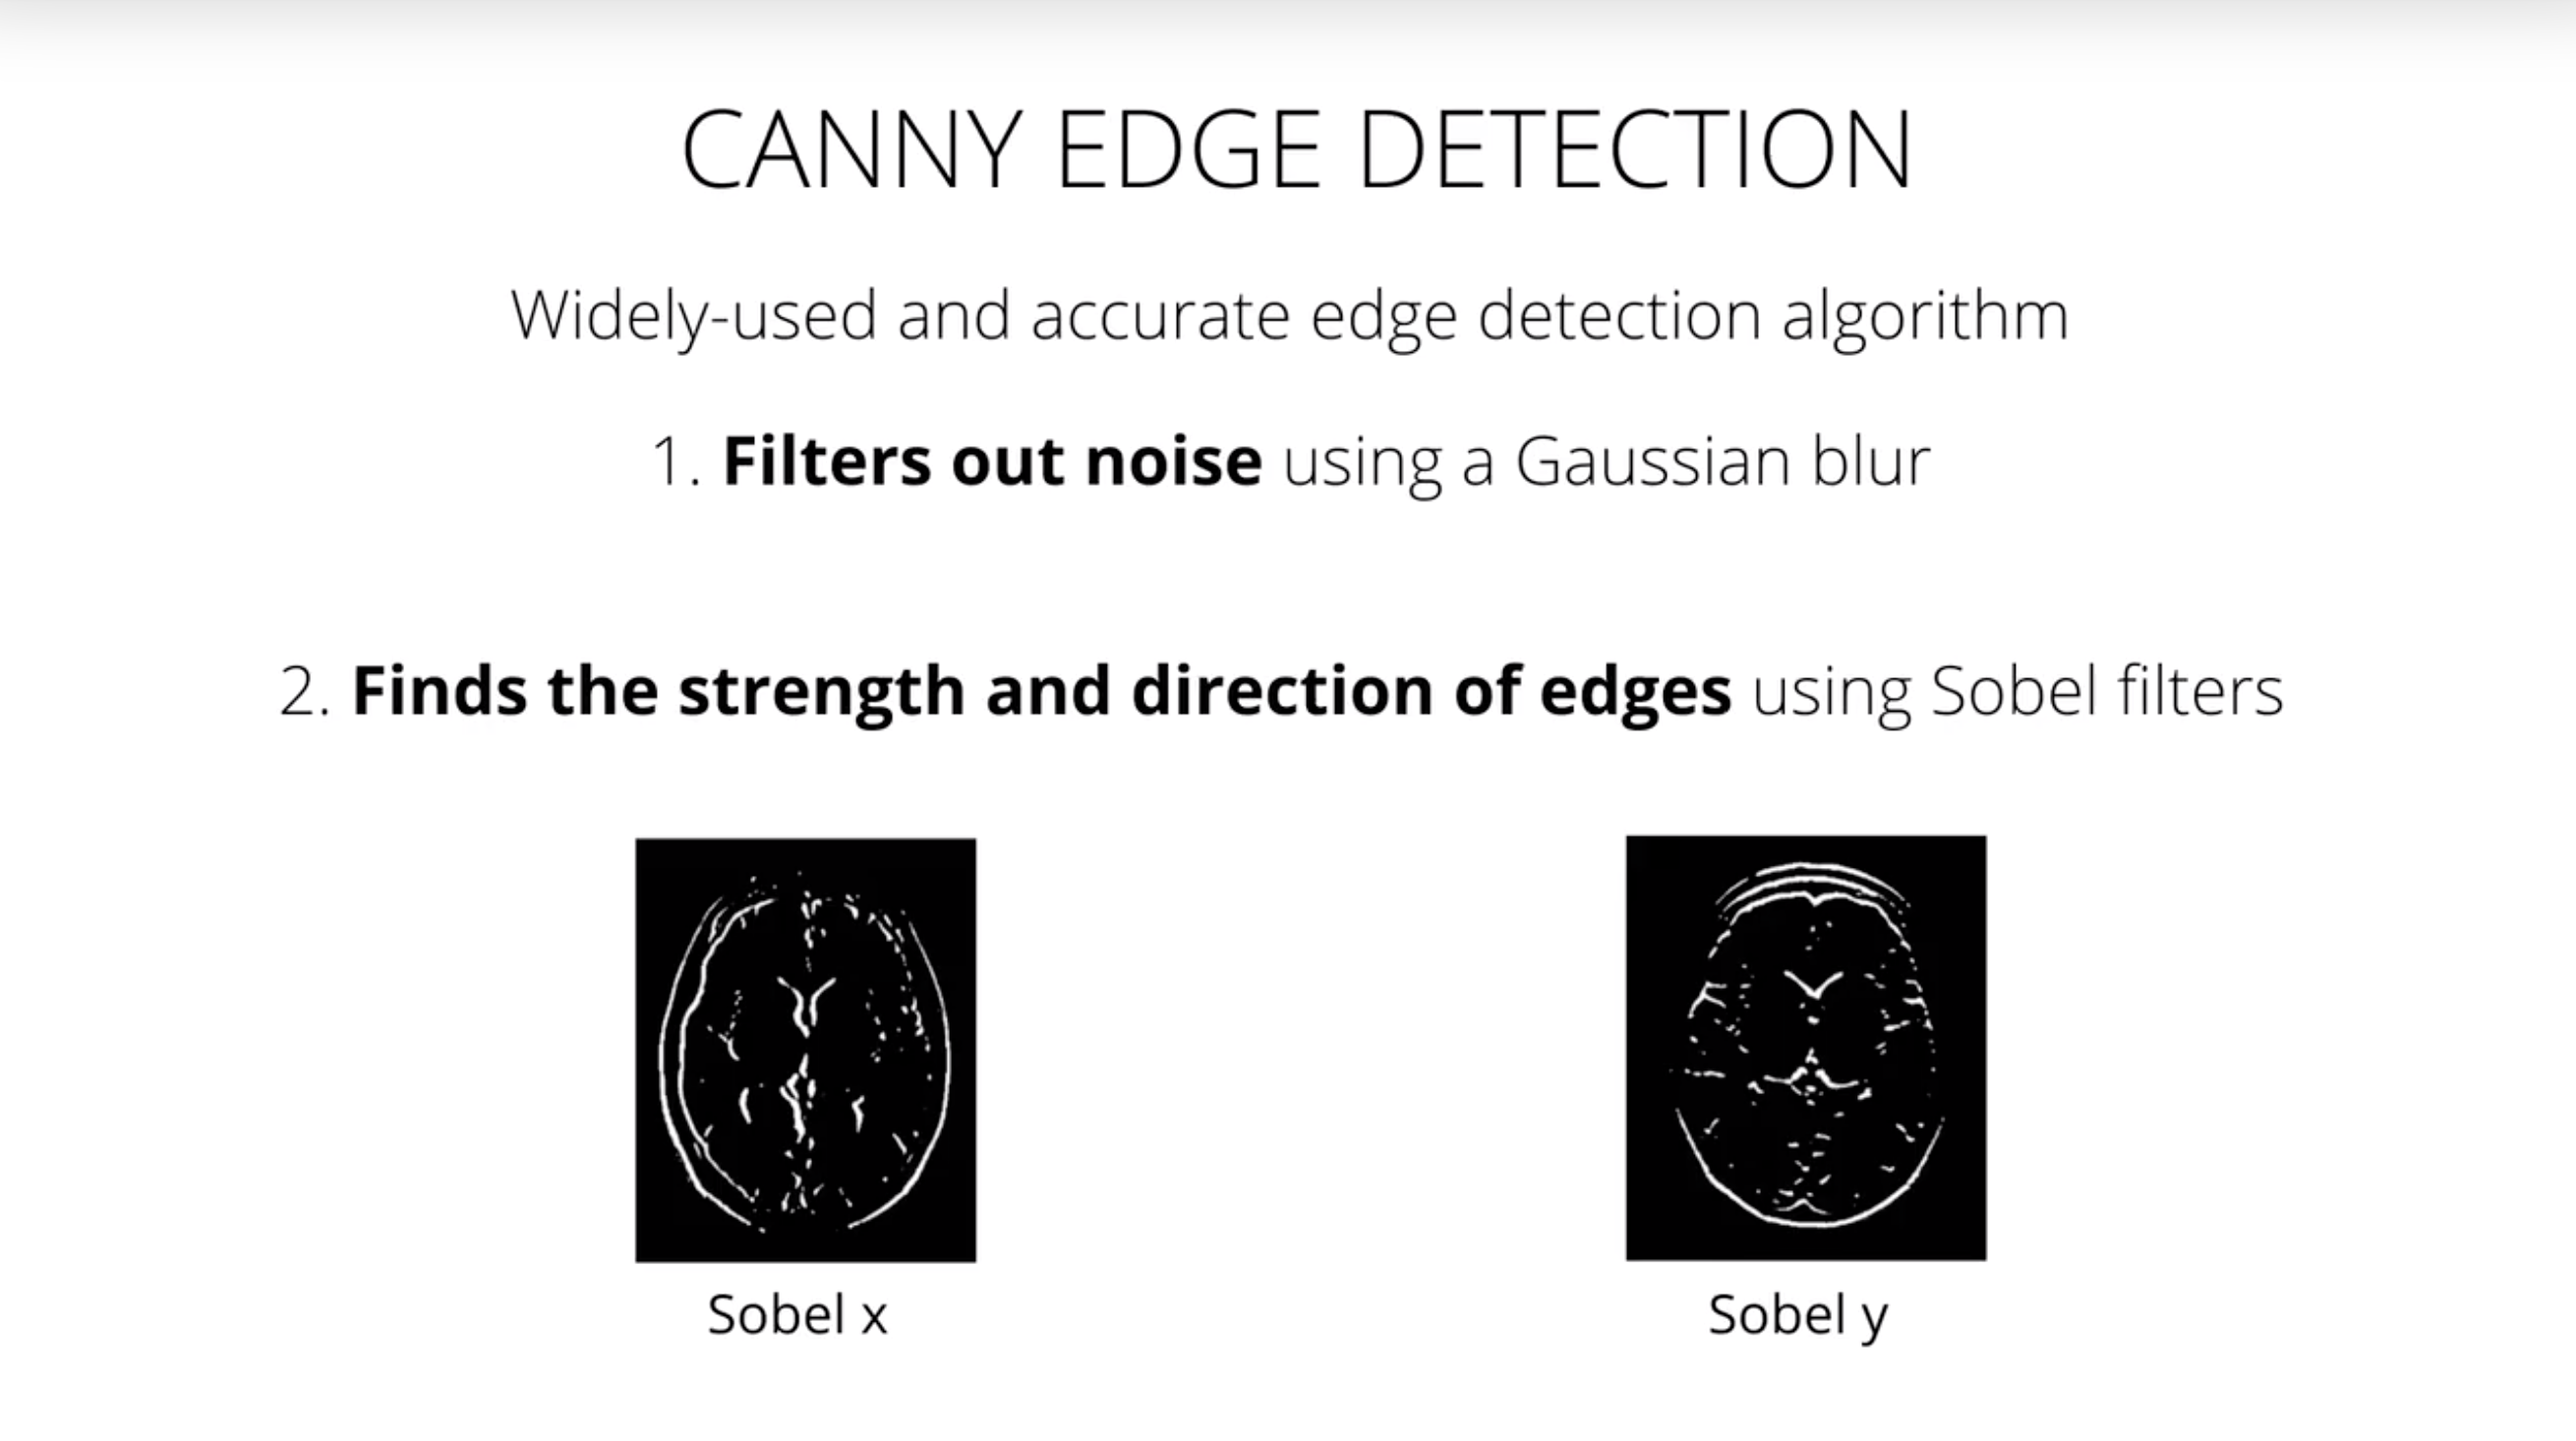 CANNY EDGE DETECTION
Widely-used and accurate edge detection algorithm
1. Filters out noise using a Gaussian blur
2. Finds the strength and direction of edges using Sobel filters
Sobel x
Sobel y